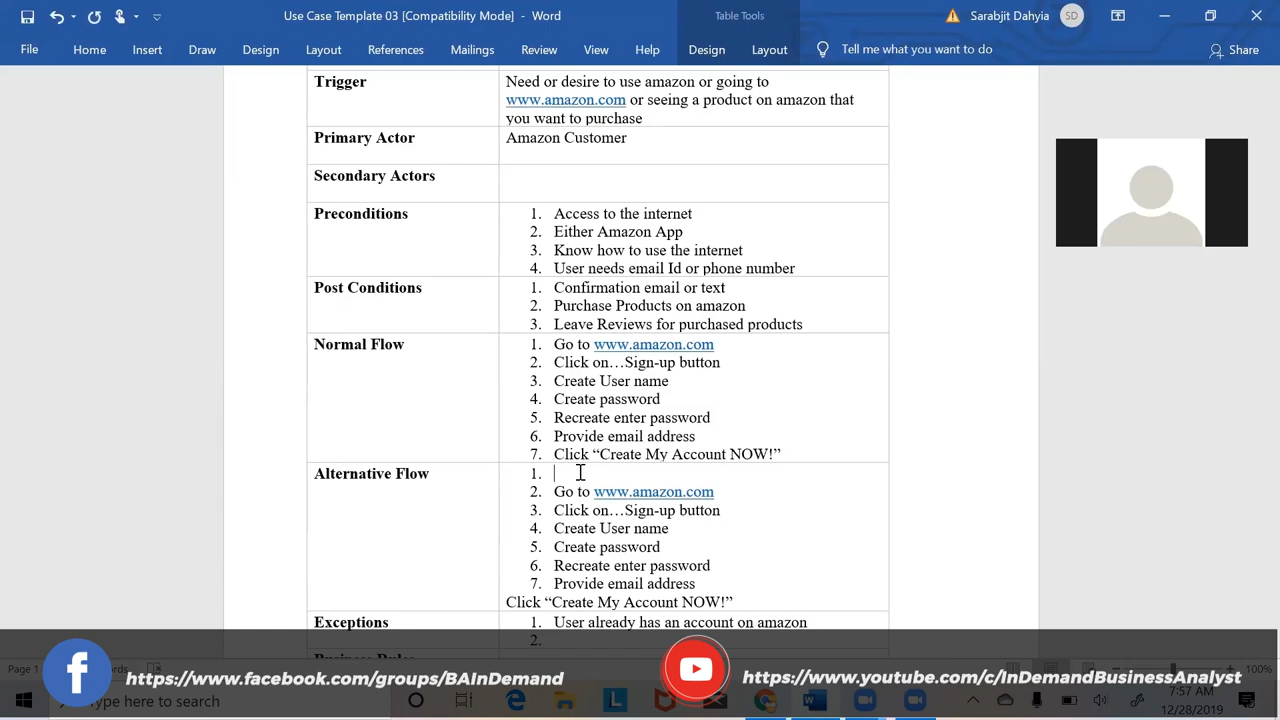 Use Case Template 03 [Compatibility Mode] - Word
Table Tools
Sarabjit Dahyia
SD
File Home Insert Draw Design Layout References Mailings Review View Help Design Layout Tell me what you want to do Share
Trigger
Need or desire to use amazon or going to
www.amazon.com or seeing a product on amazon that
you want to purchase
Primary Actor
Amazon Customer
Secondary Actors
Preconditions
1. Access to the internet
2. Either Amazon App
3. Know how to use the internet
4. User needs email Id or phone number
Post Conditions
1. Confirmation email or text
2. Purchase Products on amazon
3. Leave Reviews for purchased products
Normal Flow
1. Go to www.amazon.com
2. Click on…Sign-up button
3. Create User name
4. Create password
5. Recreate enter password
6. Provide email address
7. Click “Create My Account NOW!”
Alternative Flow
1.
2. Go to www.amazon.com
3. Click on…Sign-up button
4. Create User name
5. Create password
6. Recreate enter password
7. Provide email address
Click “Create My Account NOW!”
Exceptions
1. User already has an account on amazon
2.
Page 1
100%
https://www.facebook.com/groups/BAInDemand
https://www.youtube.com/c/InDemandBusinessAnalyst
Type here to search
7:57 AM
12/28/2019